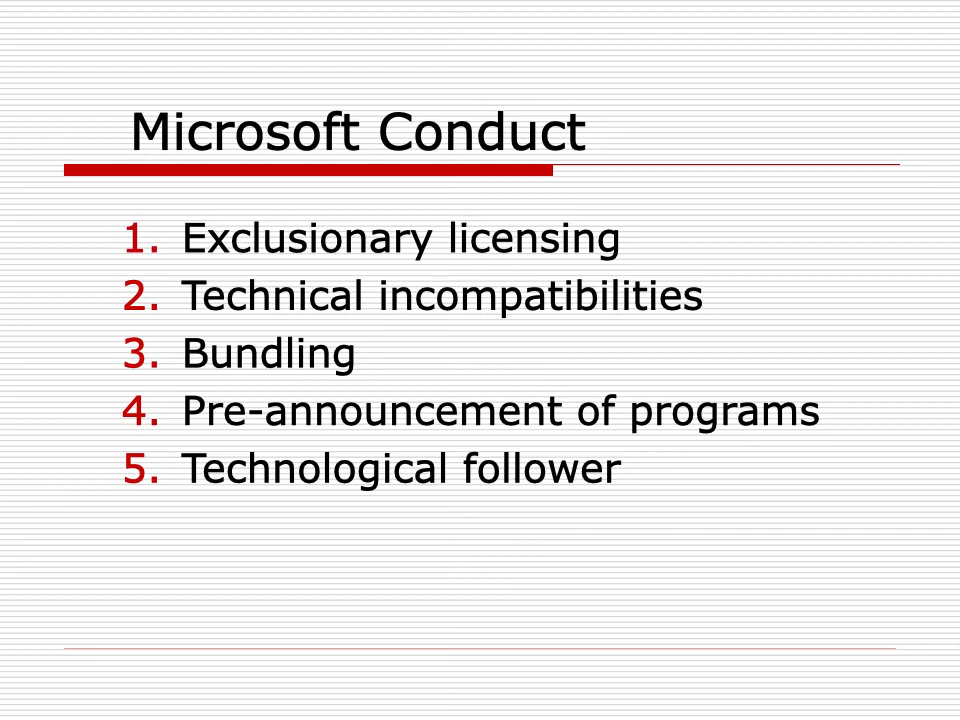 Microsoft Conduct
1. Exclusionary licensing
2. Technical incompatibilities
3. Bundling
4. Pre-announcement of programs
5. Technological follower